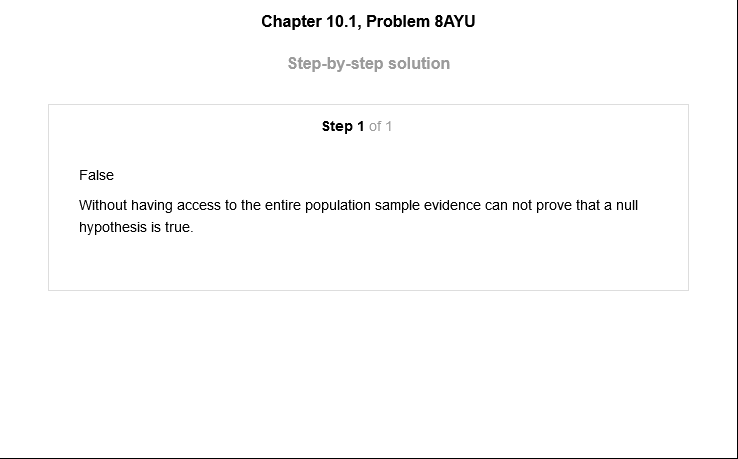 Chapter 10.1, Problem 8AYU
Step-by-step solution
Step 1 of 1
False
Without having access to the entire population sample evidence can not prove that a null
hypothesis is true.